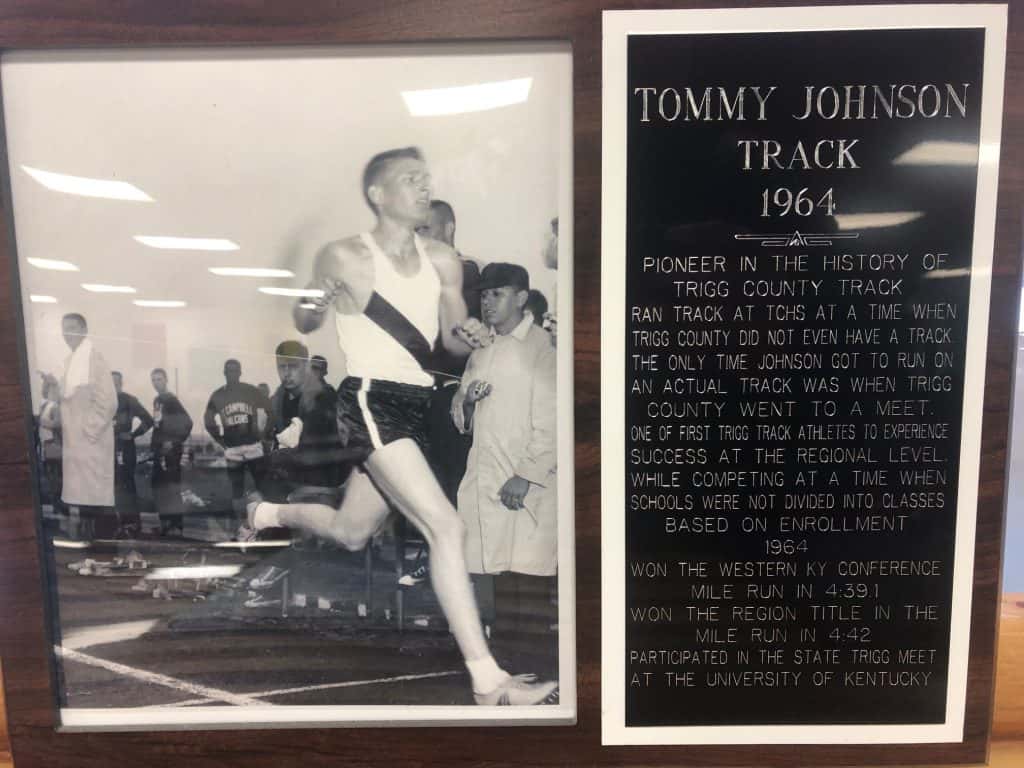 CAMPBELL
FALCONS
TOMMY JOHNSON
TRACK
1964
PIONEER IN THE HISTORY OF
TRIGG COUNTY TRACK
RAN TRACK AT TCHS AT A TIME WHEN
TRIGG COUNTY DID NOT EVEN HAVE A TRACK.
THE ONLY TIME JOHNSON GOT TO RUN ON
AN ACTUAL TRACK WAS WHEN TRIGG
COUNTY WENT TO A MEET.
ONE OF FIRST TRIGG TRACK ATHLETES TO EXPERIENCE
SUCCESS AT THE REGIONAL LEVEL.
WHILE COMPETING AT A TIME WHEN
SCHOOLS WERE NOT DIVIDED INTO CLASSES
BASED ON ENROLLMENT
1964
WON THE WESTERN KY CONFERENCE
MILE RUN IN 4:39.1
WON THE REGION TITLE IN THE
MILE RUN IN 4:42
PARTICIPATED IN THE STATE TRIGG MEET
AT THE UNIVERSITY OF KENTUCKY